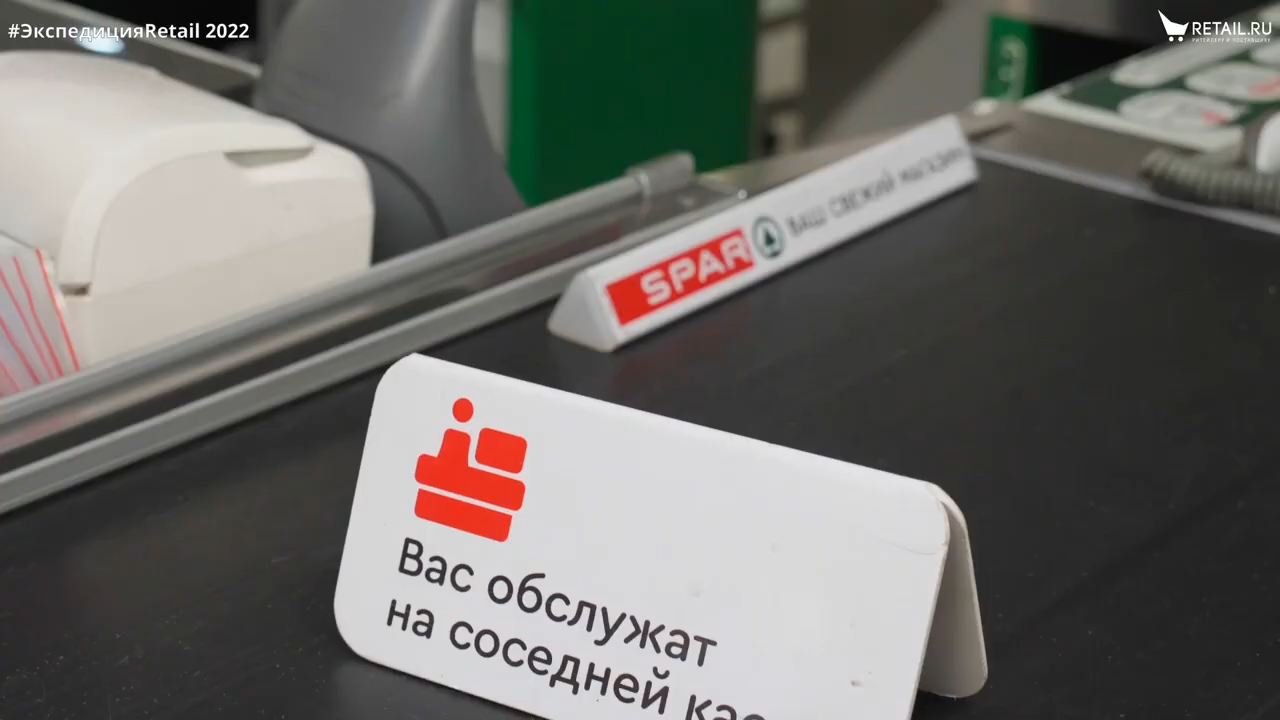 #ЭкспедицияRetail 2022
RETAIL.RU
SPAR ВАШ СВЕЖИЙ МАГАЗИН
Вас обслужат
на соседней